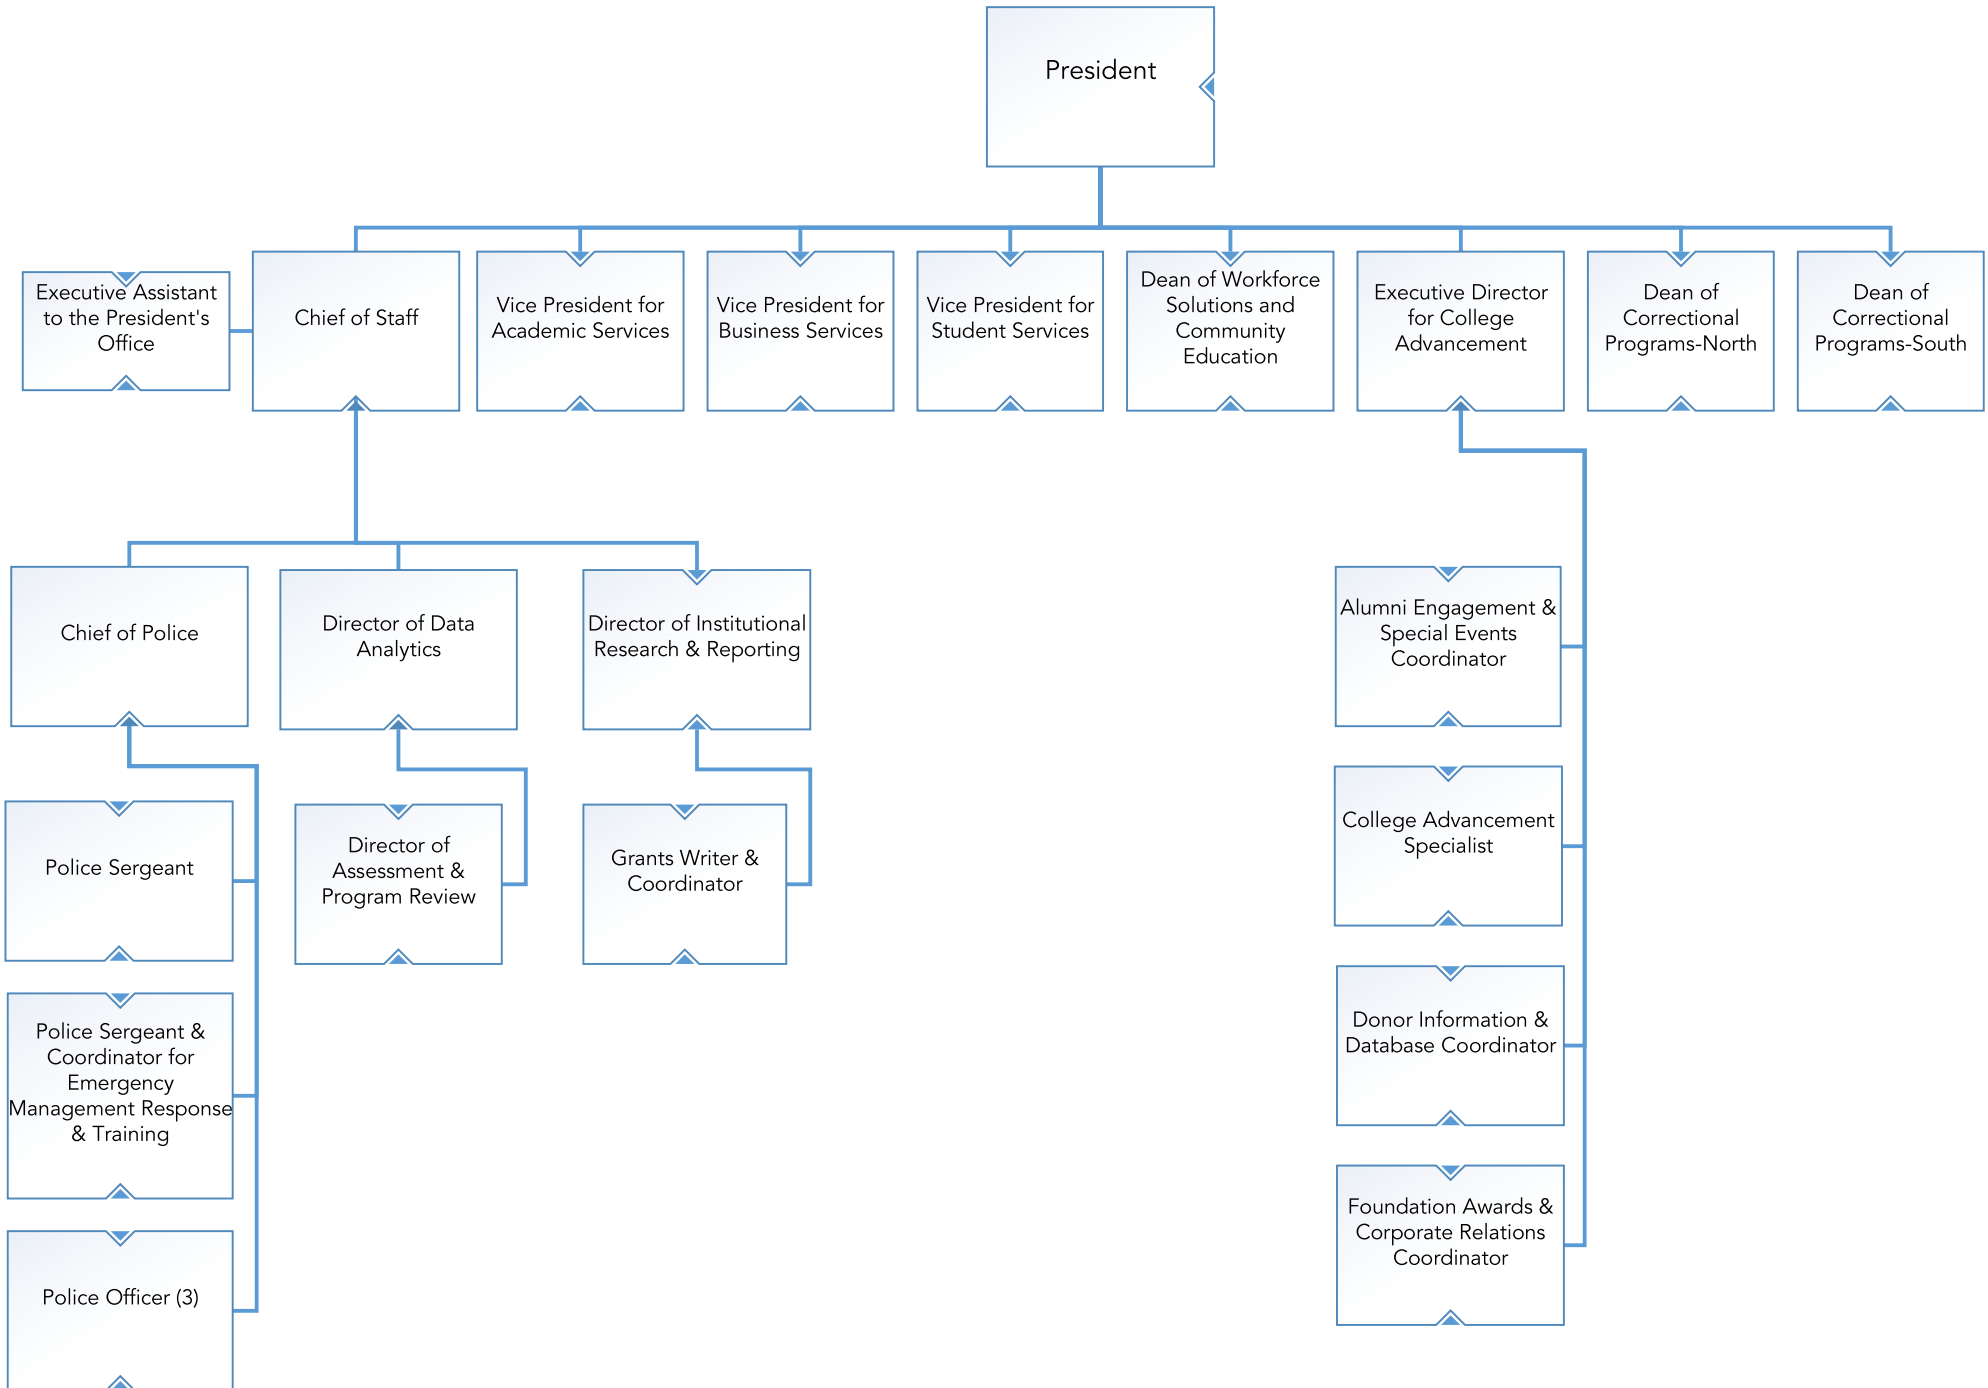 President
Executive Assistant
to the President's
Office
Chief of Staff
Vice President for
Academic Services
Vice President for
Business Services
Vice President for
Student Services
Dean of Workforce
Solutions and
Community
Education
Executive Director
for College
Advancement
Dean of
Correctional
Programs-North
Dean of
Correctional
Programs-South
Chief of Police
Director of Data
Analytics
Director of Institutional
Research & Reporting
Alumni Engagement &
Special Events
Coordinator
Police Sergeant
Director of
Assessment &
Program Review
Grants Writer &
Coordinator
College Advancement
Specialist
Police Sergeant &
Coordinator for
Emergency
Management Response
& Training
Donor Information &
Database Coordinator
Police Officer (3)
Foundation Awards &
Corporate Relations
Coordinator